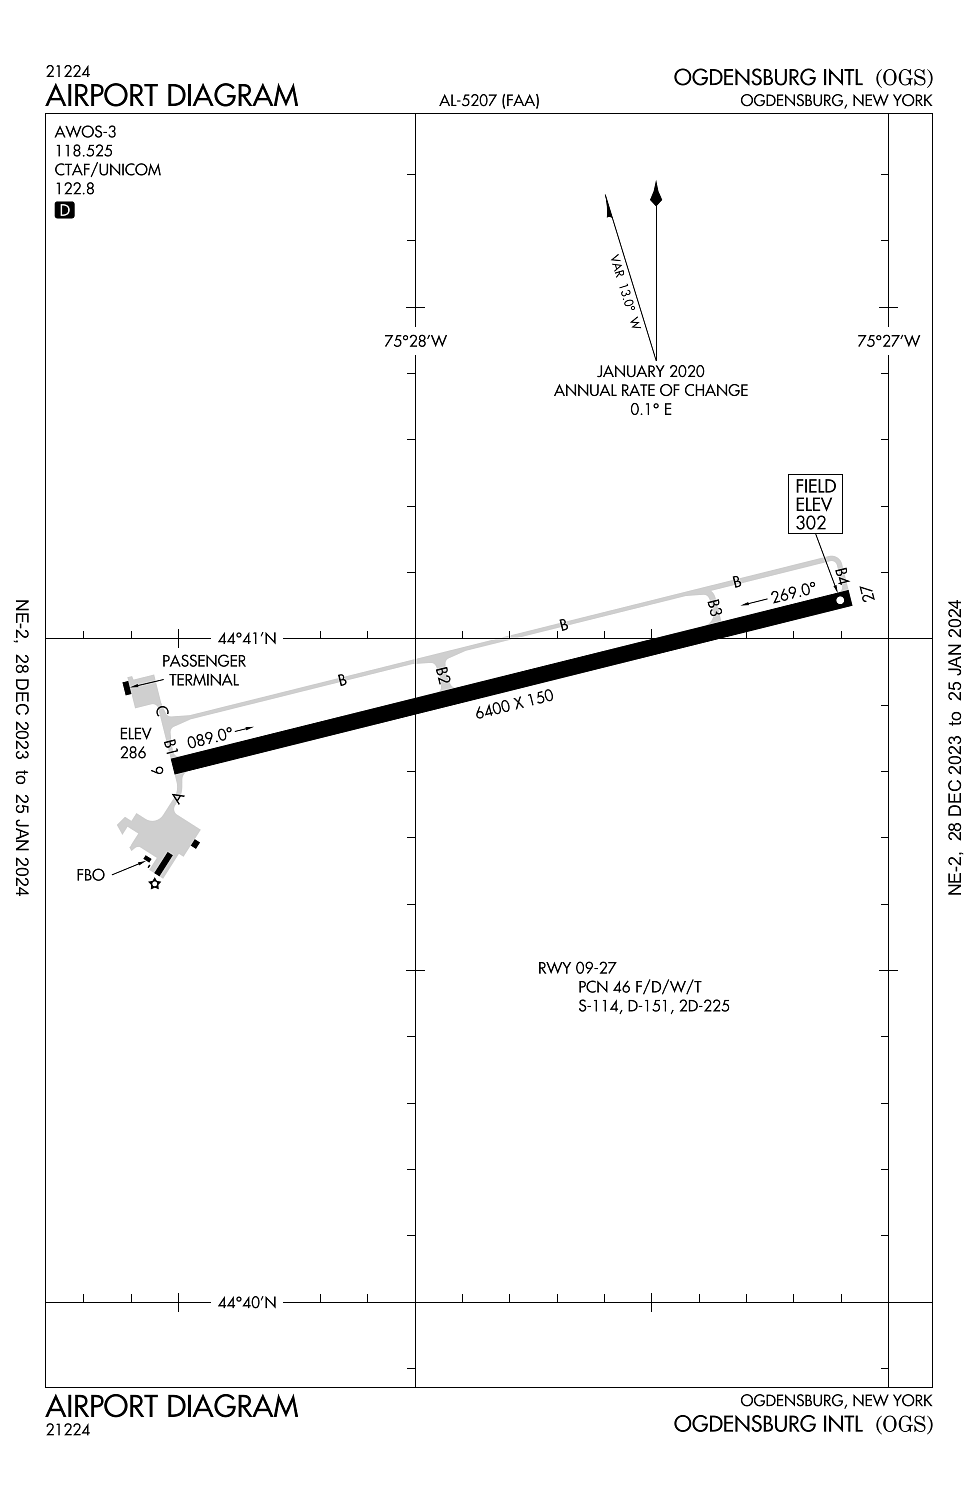 21224
AIRPORT DIAGRAM
AL-5207 (FAA)
OGDENSBURG INTL (OGS)
OGDENSBURG, NEW YORK
AWOS-3
118.525
CTAF/UNICOM
122.8
D
VAR 13.0° W
75°28'W
75°27'W
JANUARY 2020
ANNUAL RATE OF CHANGE
0.1° E
FIELD
ELEV
302
B4
27
B
269.0°
B3
B
44°41'N
PASSENGER
TERMINAL
B
B2
6400 X 150
C
ELEV
286
B1
089.0°
9
A
FBO
RWY 09-27
PCN 46 F/D/W/T
S-114, D-151, 2D-225
44°40'N
NE-2, 28 DEC 2023 to 25 JAN 2024
NE-2, 28 DEC 2023 to 25 JAN 2024
AIRPORT DIAGRAM
21224
OGDENSBURG, NEW YORK
OGDENSBURG INTL (OGS)